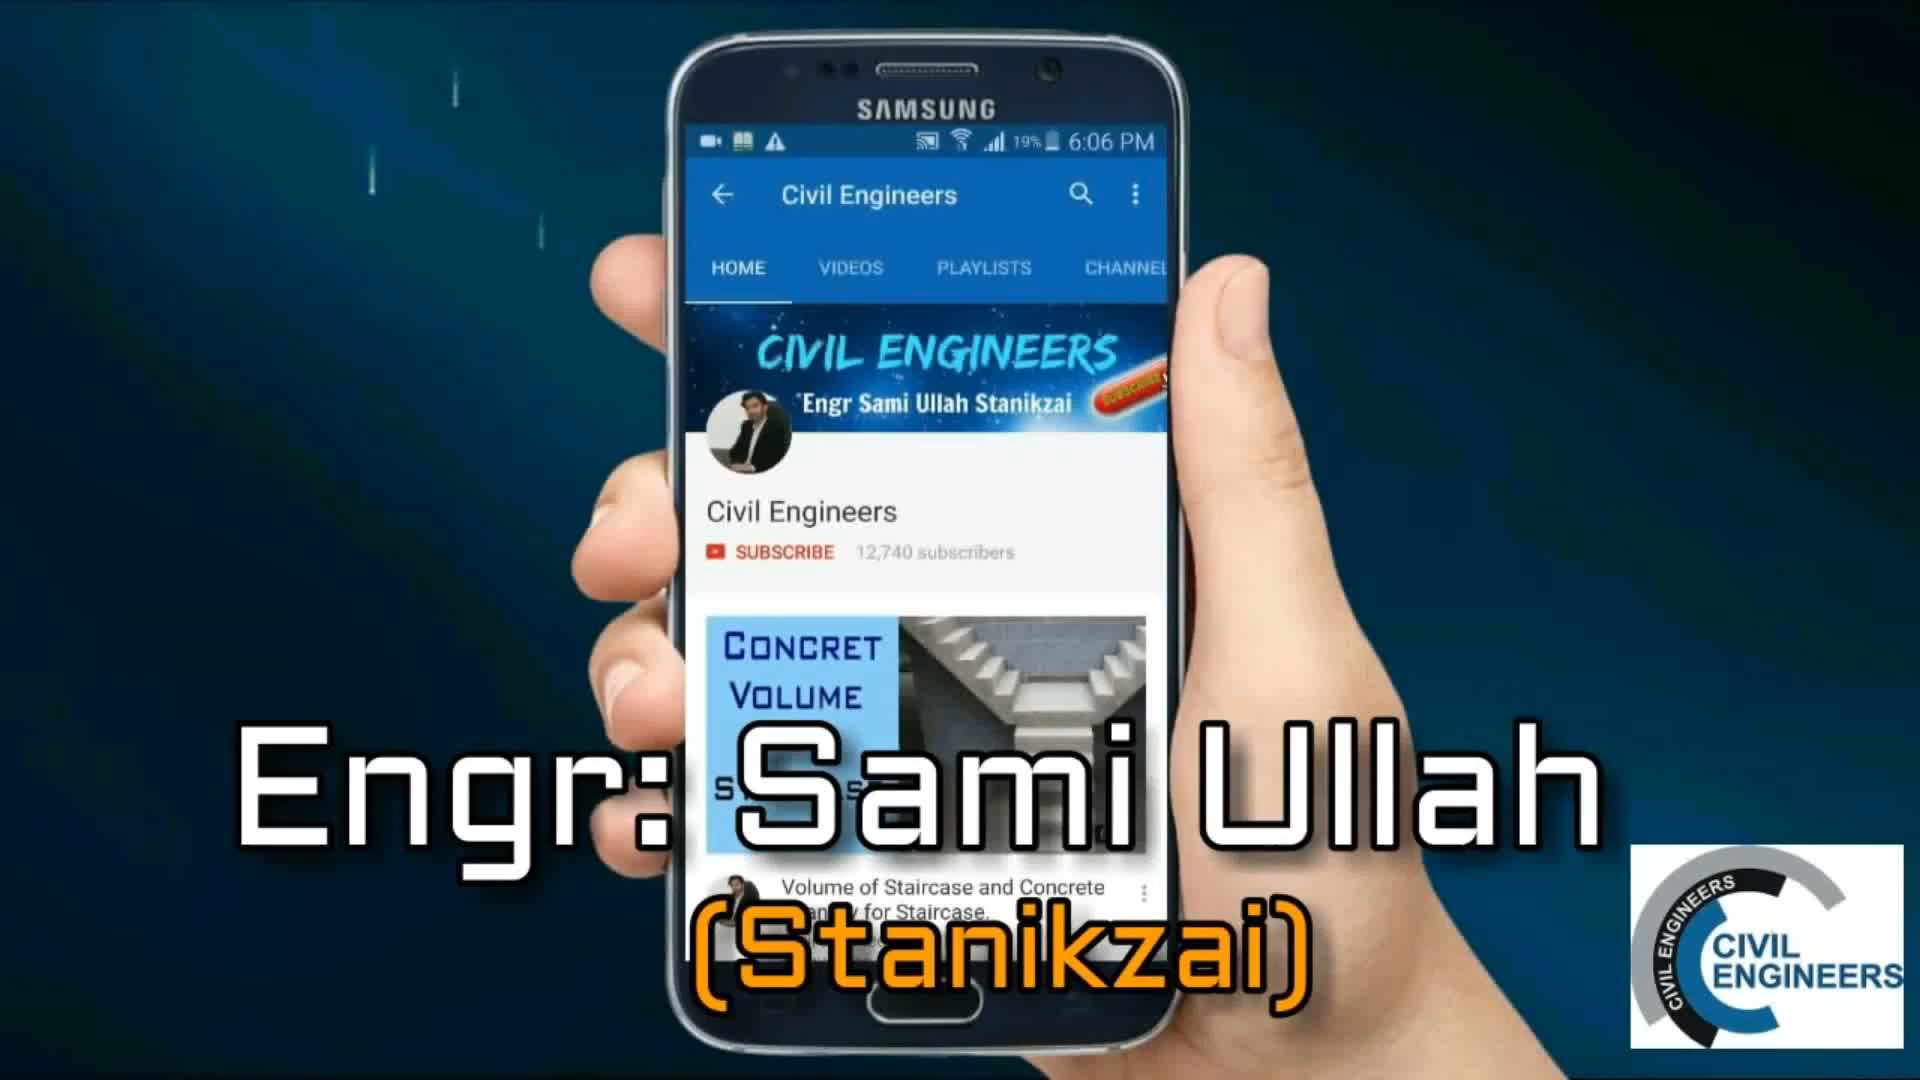 SAMSUNG
19% 6:06 PM
Civil Engineers
HOME VIDEOS PLAYLISTS CHANNEL
CIVIL ENGINEERS
Engr Sami Ullah Stanikzai
SUBSCRIBE
Civil Engineers
SUBSCRIBE 12,740 subscribers
CONCRET
VOLUME
Engr: Sami Ullah
Volume of Staircase and Concrete
for Staircase.
(Stanikzai)
CIVIL ENGINEERS
CIVIL
ENGINEERS